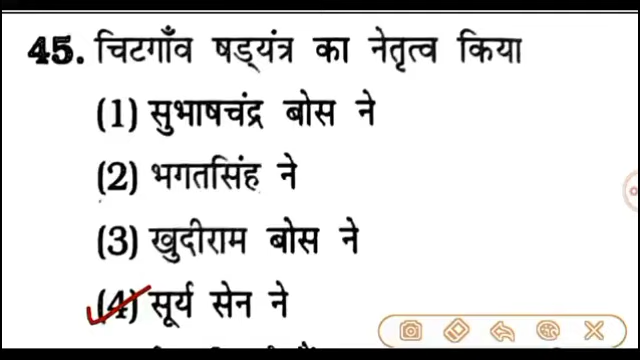 45. चिटगाँव षड्यंत्र का नेतृत्व किया
(1) सुभाषचंद्र बोस ने
(2) भगतसिंह ने
(3) खुदीराम बोस ने
(4) सूर्य सेन ने